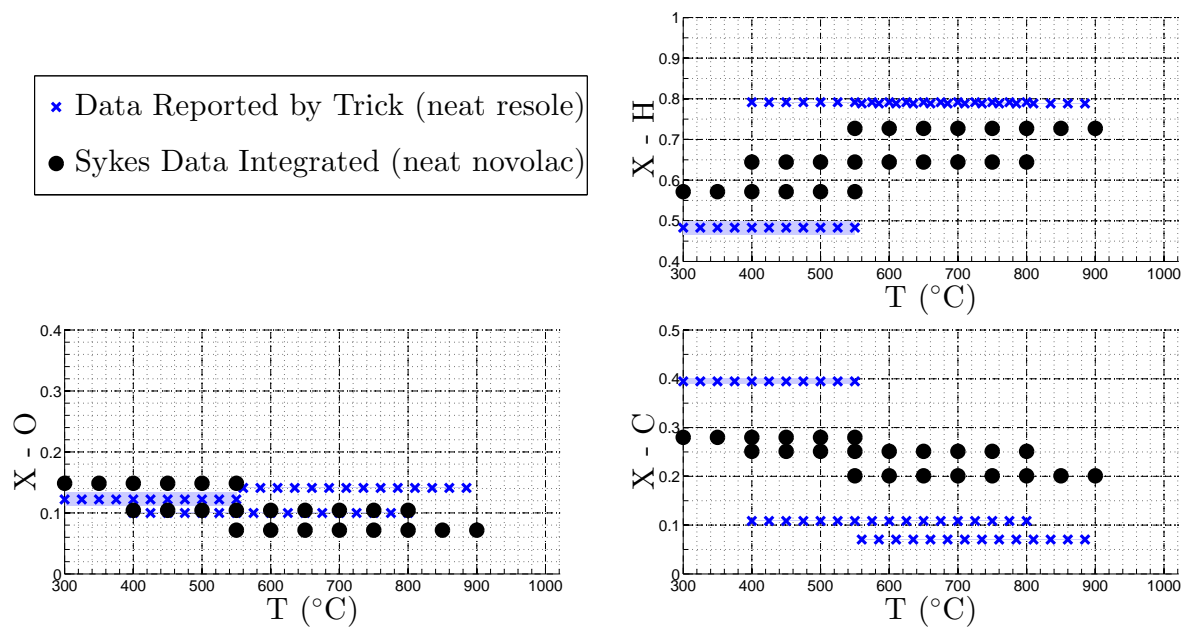 Data Reported by Trick (neat resole)
Sykes Data Integrated (neat novolac)
1
0.9
0.8
0.7
0.6
0.5
0.4
X - H
300 400 500 600 700 800 900 1000
T (°C)
0.4
0.3
0.2
0.1
0
X - O
300 400 500 600 700 800 900 1000
T (°C)
0.5
0.4
0.3
0.2
0.1
0
X - C
300 400 500 600 700 800 900 1000
T (°C)